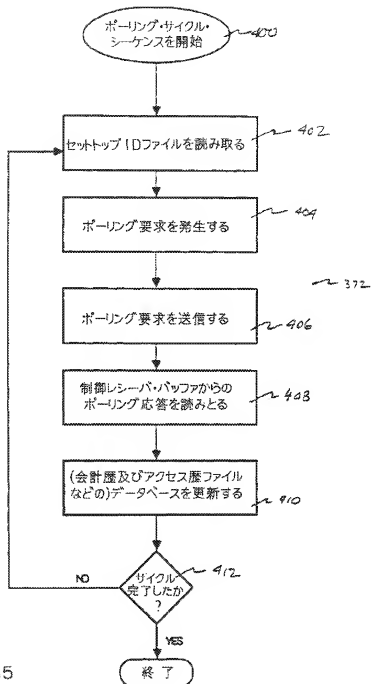 ポーリング・サイクル・
シーケンスを開始
400
セットトップIDファイルを読み取る
402
ポーリング要求を発生する
404
372
ポーリング要求を送信する
406
制御レシーバ・バッファからの
ポーリング応答を読みとる
408
(会計歴及びアクセス歴ファイル
などの)データベースを更新する
410
サイクル
完了したか
?
412
NO
YES
終了
5